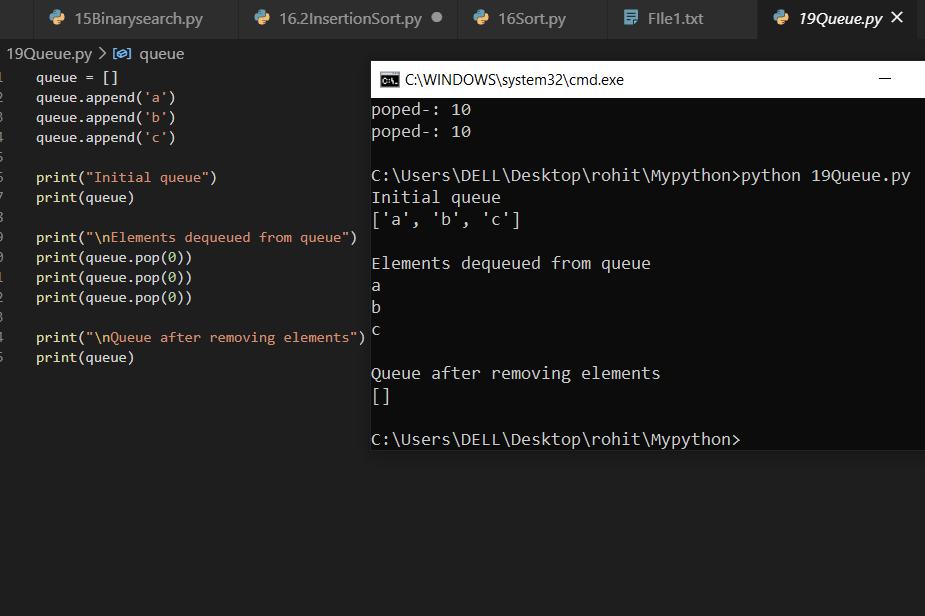 15Binarysearch.py 16.2InsertionSort.py 16Sort.py FIle1.txt 19Queue.py
19Queue.py > queue
queue = []
queue.append('a')
queue.append('b')
queue.append('c')
print("Initial queue")
print(queue)
print("\nElements dequeued from queue")
print(queue.pop(0))
print(queue.pop(0))
print(queue.pop(0))
print("\nQueue after removing elements")
print(queue)
C:\WINDOWS\system32\cmd.exe
poped-: 10
poped-: 10
C:\Users\DELL\Desktop\rohit\Mypython>python 19Queue.py
Initial queue
['a', 'b', 'c']
Elements dequeued from queue
a
b
c
Queue after removing elements
[]
C:\Users\DELL\Desktop\rohit\Mypython>